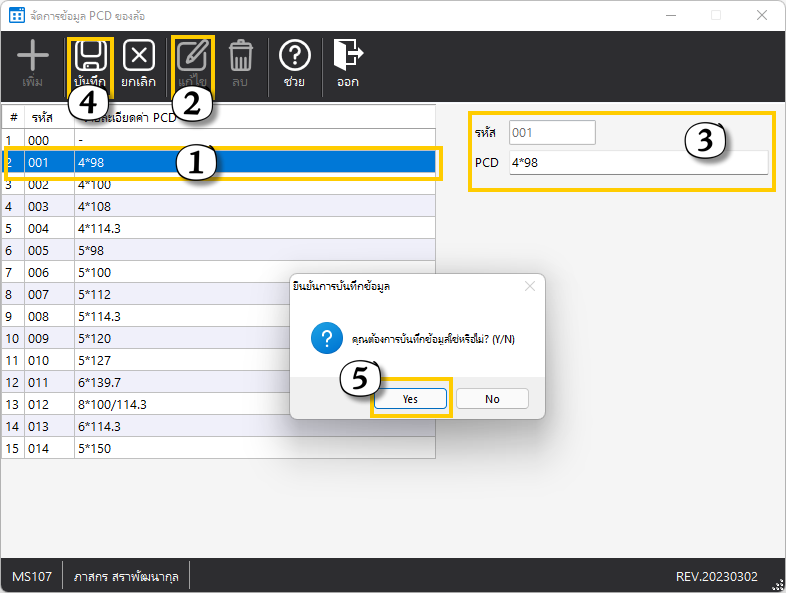 จัดการข้อมูล PCD ของล้อ
เพิ่ม บันทึก ยกเลิก แก้ไข ลบ ช่วย ออก
4 2
# รหัส รายละเอียดค่า PCD
1 000 -
2 001 4*98
1
3 002 4*100
4 003 4*108
5 004 4*114.3
6 005 5*98
7 006 5*100
8 007 5*112
9 008 5*114.3
10 009 5*120
11 010 5*127
12 011 6*139.7
13 012 8*100/114.3
14 013 6*114.3
15 014 5*150
รหัส 001
3
PCD 4*98
ยืนยันการบันทึกข้อมูล
? คุณต้องการบันทึกข้อมูลใช่หรือไม่? (Y/N)
5
Yes No
MS107 ภาสกร สราพัฒนากุล REV.20230302